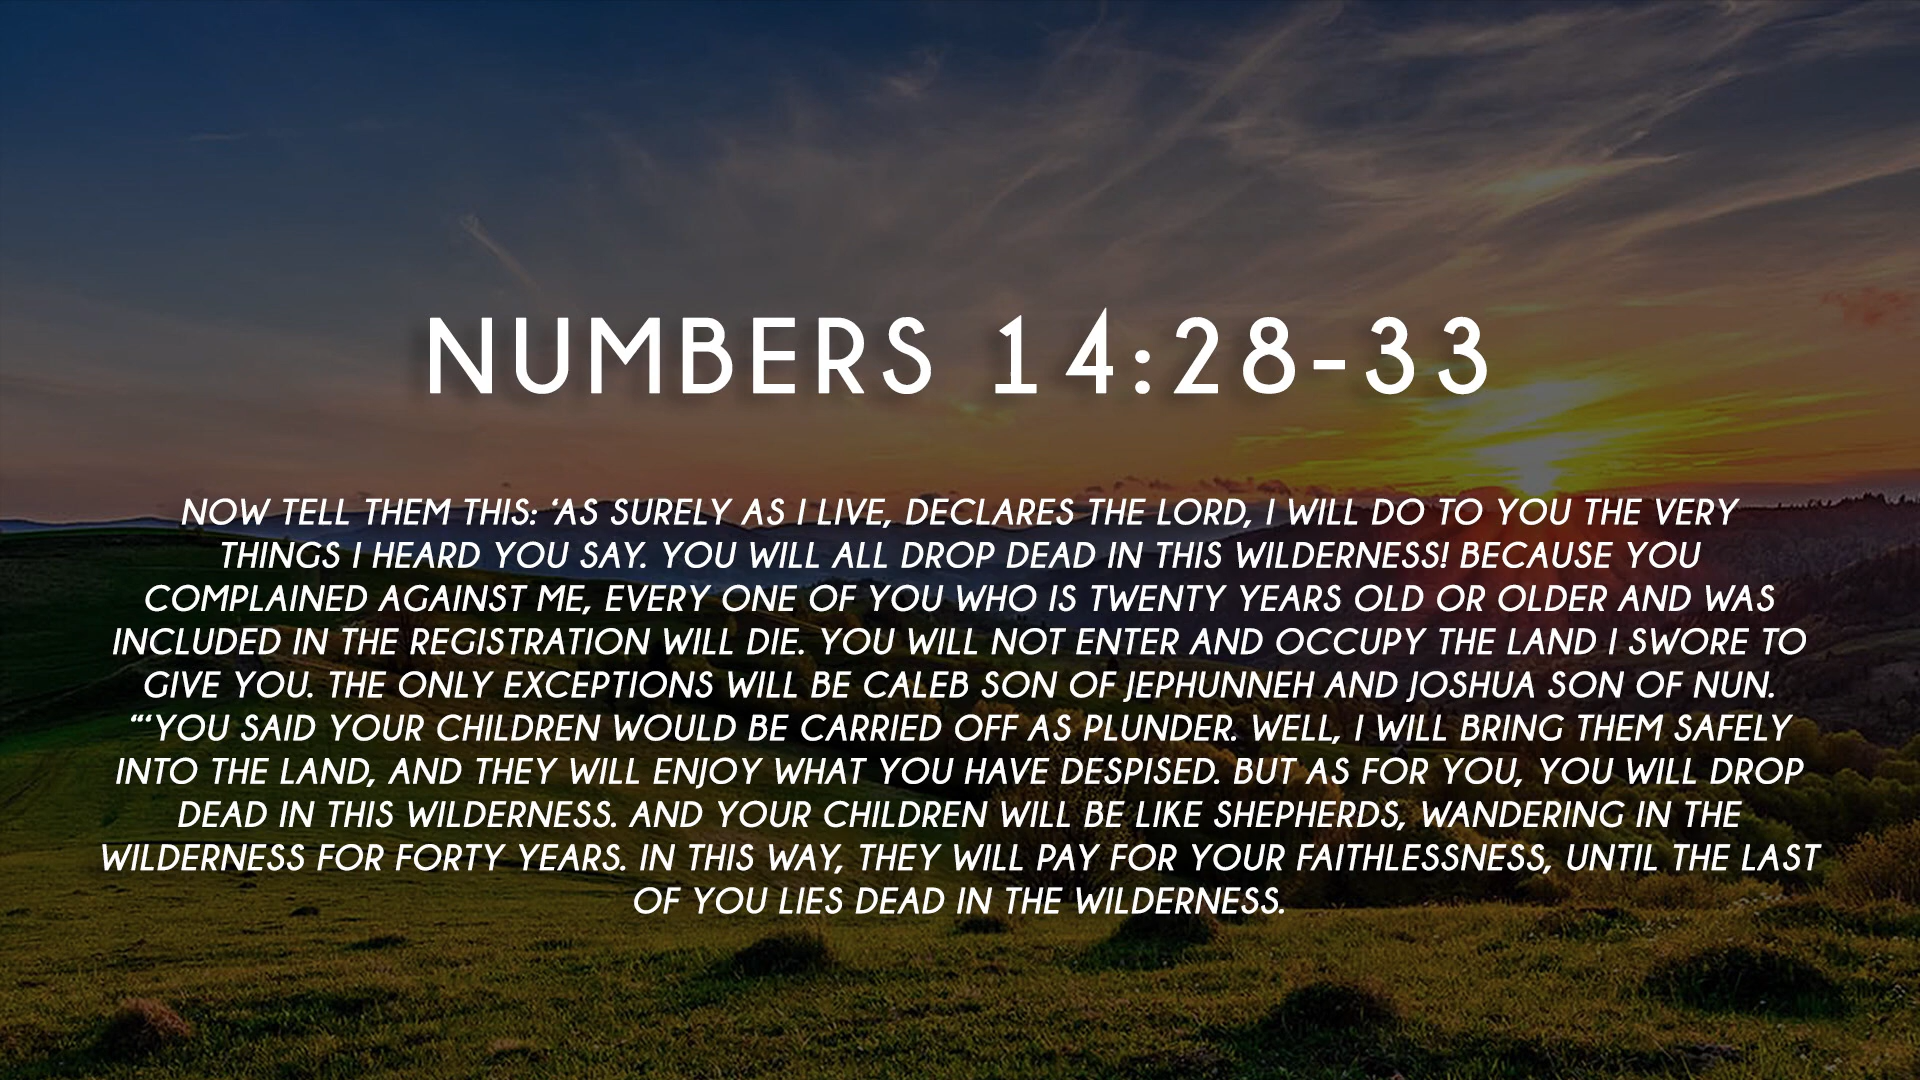 NUMBERS 14:28-33
NOW TELL THEM THIS: ‘AS SURELY AS I LIVE, DECLARES THE LORD, I WILL DO TO YOU THE VERY
THINGS I HEARD YOU SAY. YOU WILL ALL DROP DEAD IN THIS WILDERNESS! BECAUSE YOU
COMPLAINED AGAINST ME, EVERY ONE OF YOU WHO IS TWENTY YEARS OLD OR OLDER AND WAS
INCLUDED IN THE REGISTRATION WILL DIE. YOU WILL NOT ENTER AND OCCUPY THE LAND I SWORE TO
GIVE YOU. THE ONLY EXCEPTIONS WILL BE CALEB SON OF JEPHUNNEH AND JOSHUA SON OF NUN.
“‘YOU SAID YOUR CHILDREN WOULD BE CARRIED OFF AS PLUNDER. WELL, I WILL BRING THEM SAFELY
INTO THE LAND, AND THEY WILL ENJOY WHAT YOU HAVE DESPISED. BUT AS FOR YOU, YOU WILL DROP
DEAD IN THIS WILDERNESS. AND YOUR CHILDREN WILL BE LIKE SHEPHERDS, WANDERING IN THE
WILDERNESS FOR FORTY YEARS. IN THIS WAY, THEY WILL PAY FOR YOUR FAITHLESSNESS, UNTIL THE LAST
OF YOU LIES DEAD IN THE WILDERNESS.